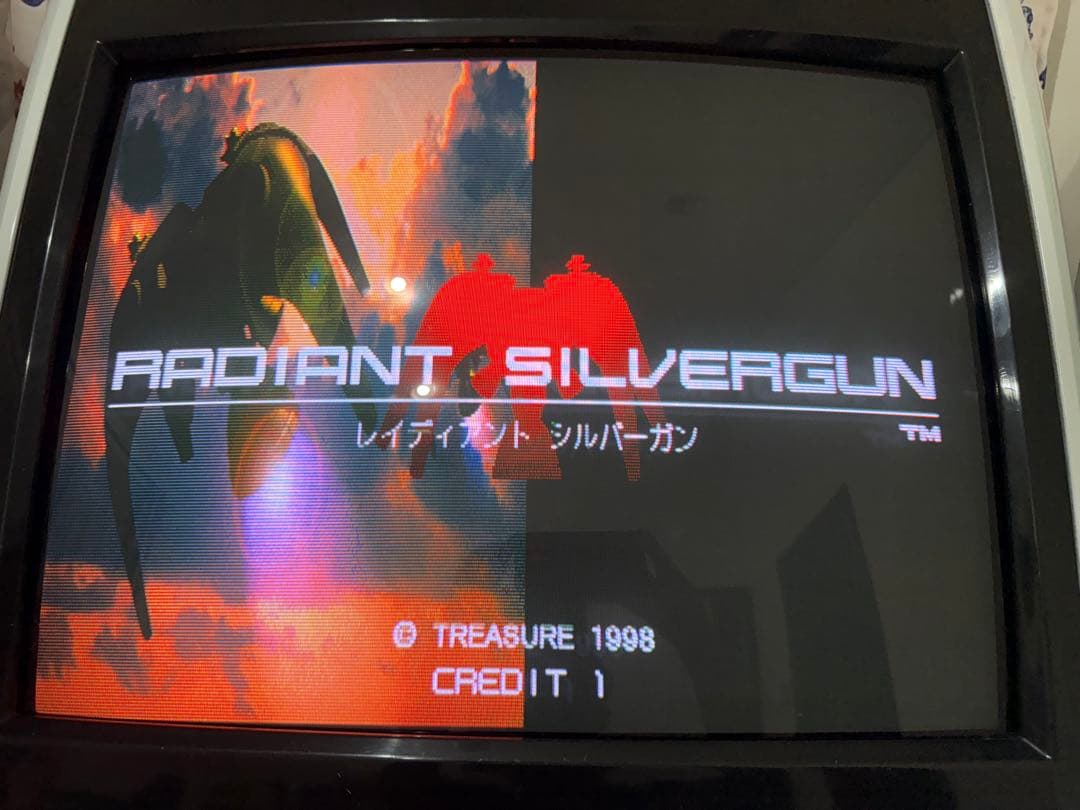 RADIANT SILVERGUN
TM
レイディアント シルバーガン
© TREASURE 1998
CREDIT 1